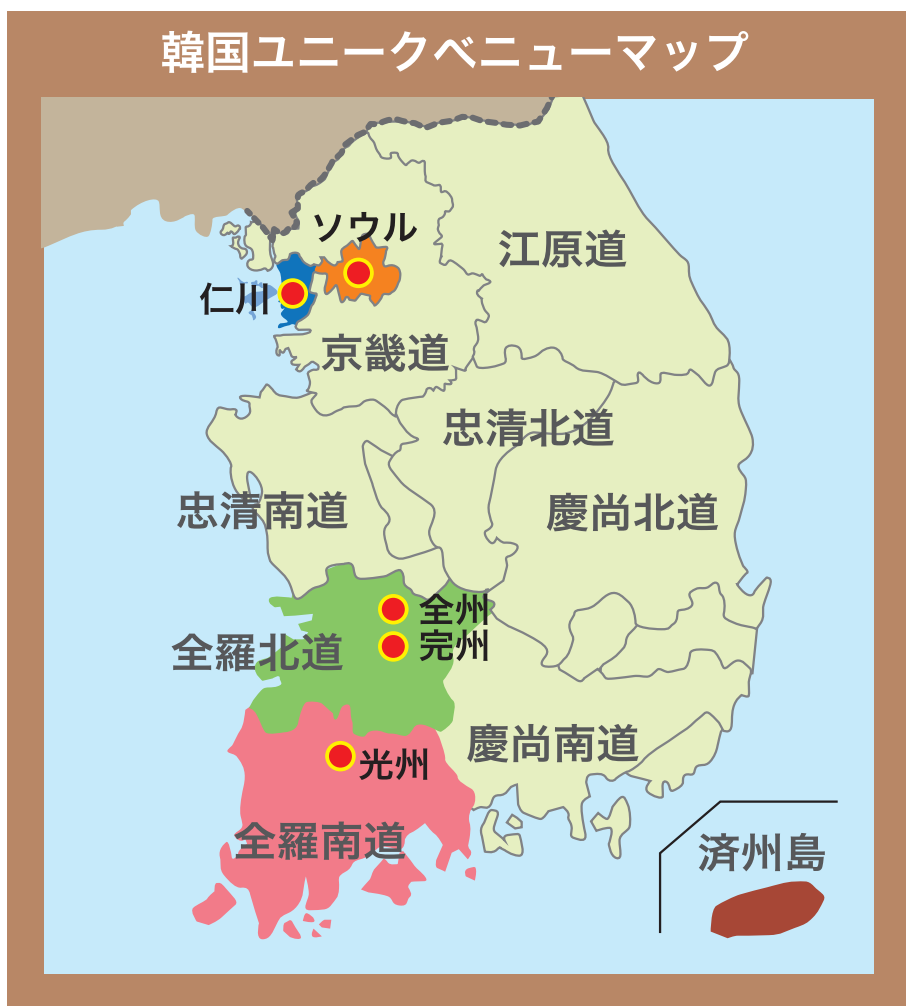 韓国ユニークベニューマップ
ソウル
江原道
仁川
京畿道
忠清北道
忠清南道
慶尚北道
全州
完州
全羅北道
慶尚南道
光州
全羅南道
済州島